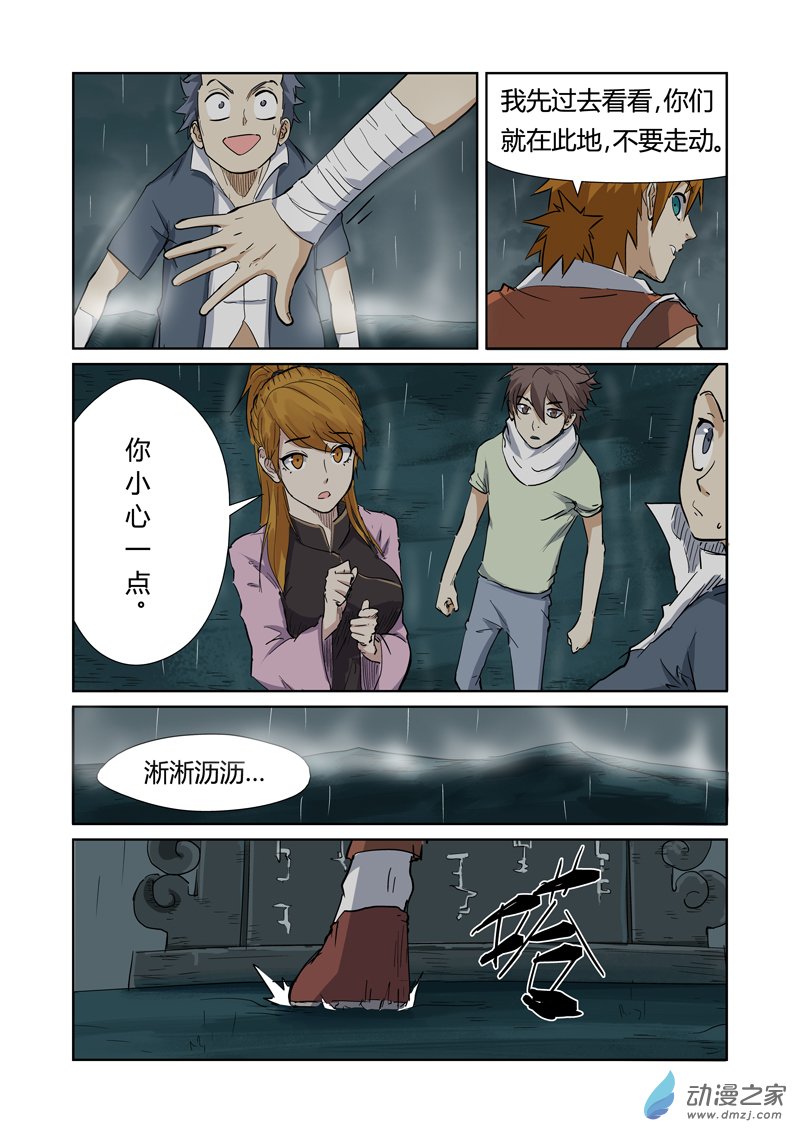 我先过去看看，你们
就在此地，不要走动。
你小心一点。
淅淅沥沥…
塔
动漫之家
www.dmzj.com